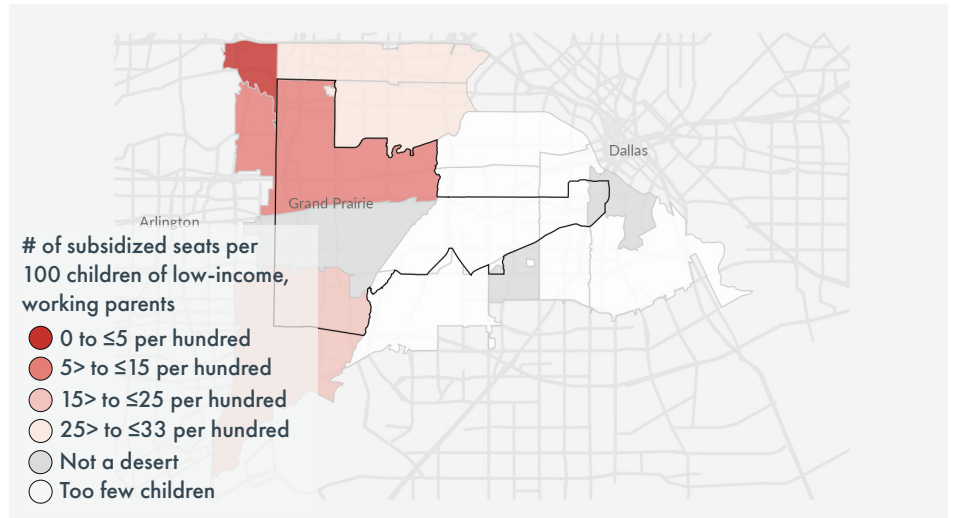 Dallas
Grand Prairie
Arlington
# of subsidized seats per
100 children of low-income,
working parents
0 to ≤5 per hundred
5> to ≤15 per hundred
15> to ≤25 per hundred
25> to ≤33 per hundred
Not a desert
Too few children